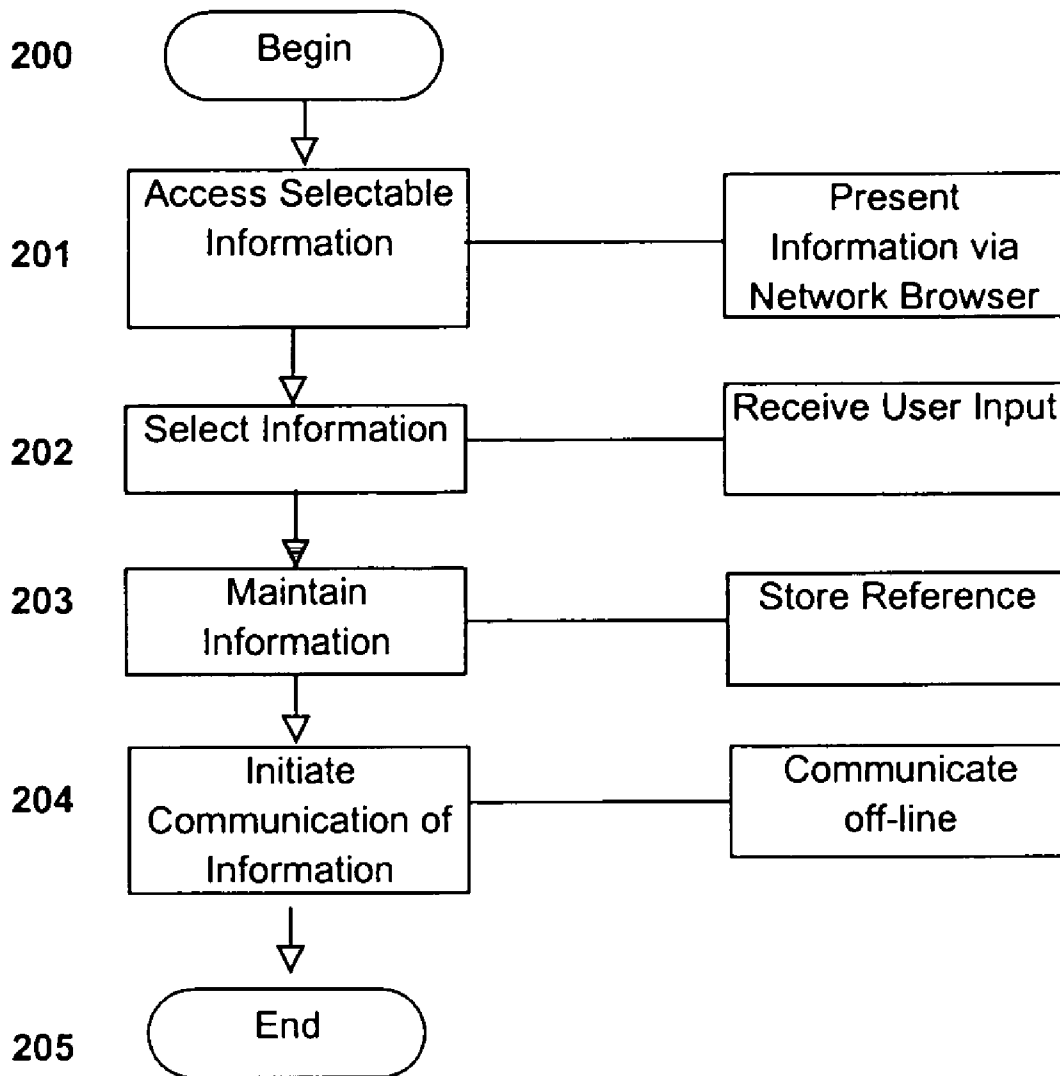 200
Begin
201
Access Selectable
Information
Present
Information via
Network Browser
202
Select Information
Receive User Input
203
Maintain
Information
Store Reference
204
Initiate
Communication of
Information
Communicate
off-line
205
End